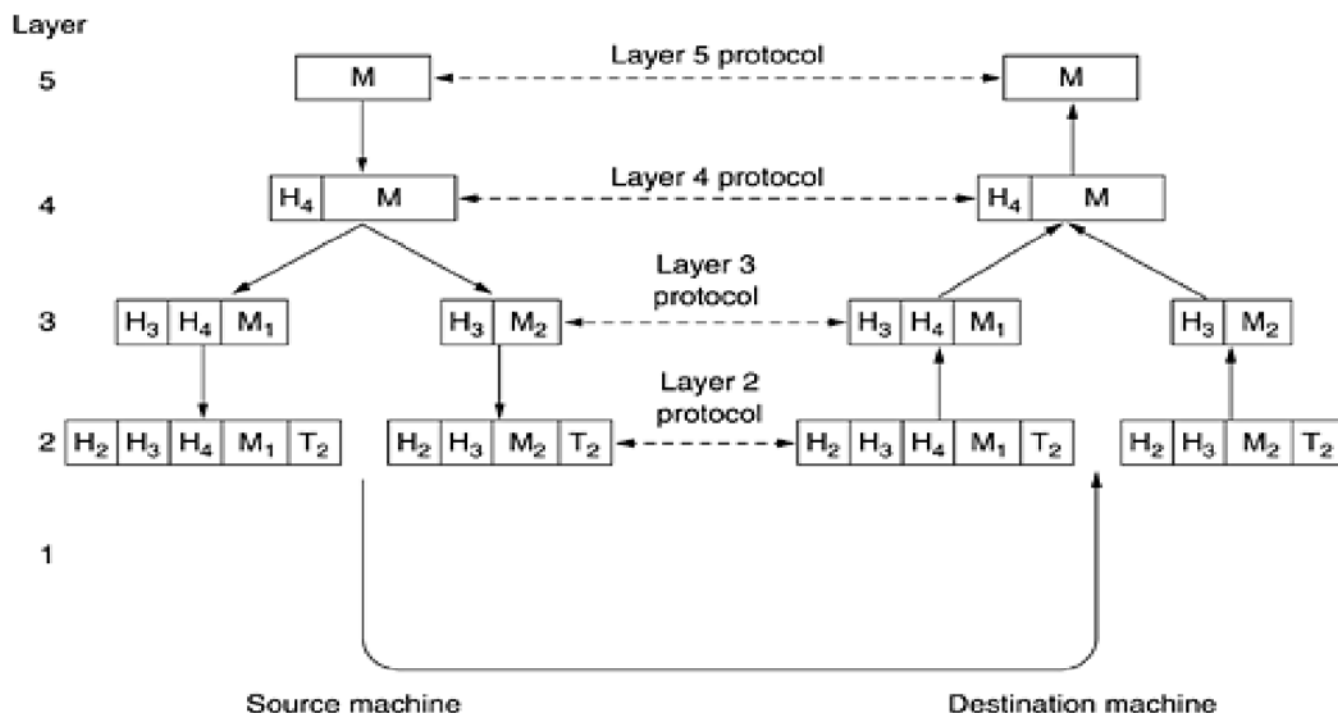 Layer
5 M Layer 5 protocol M
4 H₄ M Layer 4 protocol H₄ M
Layer 3
protocol
3 H₃ H₄ M₁ H₃ M₂ H₃ H₄ M₁ H₃ M₂
Layer 2
protocol
2 H₂ H₃ H₄ M₁ T₂ H₂ H₃ M₂ T₂ H₂ H₃ H₄ M₁ T₂ H₂ H₃ M₂ T₂
1
Source machine Destination machine